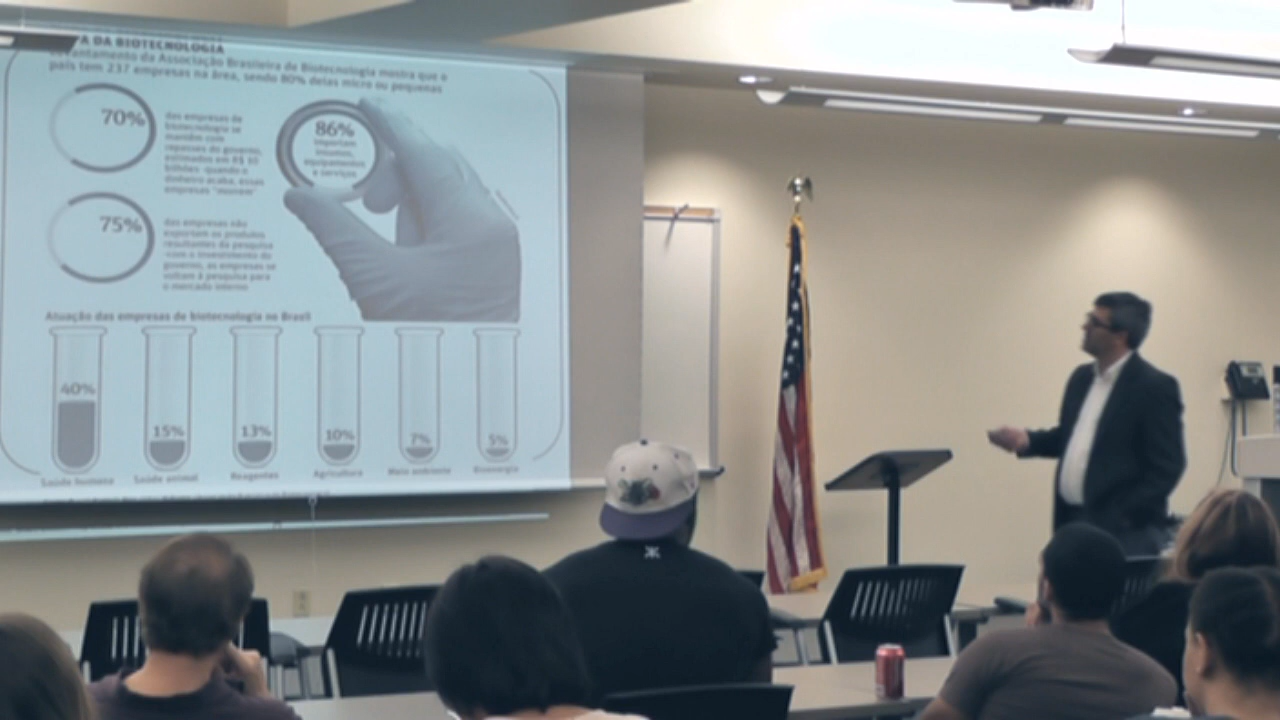 A DA BIOTECNOLOGIA
Levantamento da Associação Brasileira de Biotecnologia mostra que o
país tem 237 empresas na área, sendo 80% delas micro ou pequenas
70%
das empresas de
biotecnologia se
mantêm com
repasses do governo,
estimados em R$ 10
bilhões quando o
dinheiro acaba, essas
empresas "morrem"
86%
importam
insumos,
equipamentos
e serviços
75%
das empresas não
exportam os produtos
resultantes da pesquisa
com o investimento do
governo, as empresas se
voltam à pesquisa para
o mercado interno
Atuação das empresas de biotecnologia no Brasil
40%
15%
13%
10%
7%
5%
Saúde humana
Saúde animal
Reagentes
Agricultura
Meio ambiente
Bioenergia